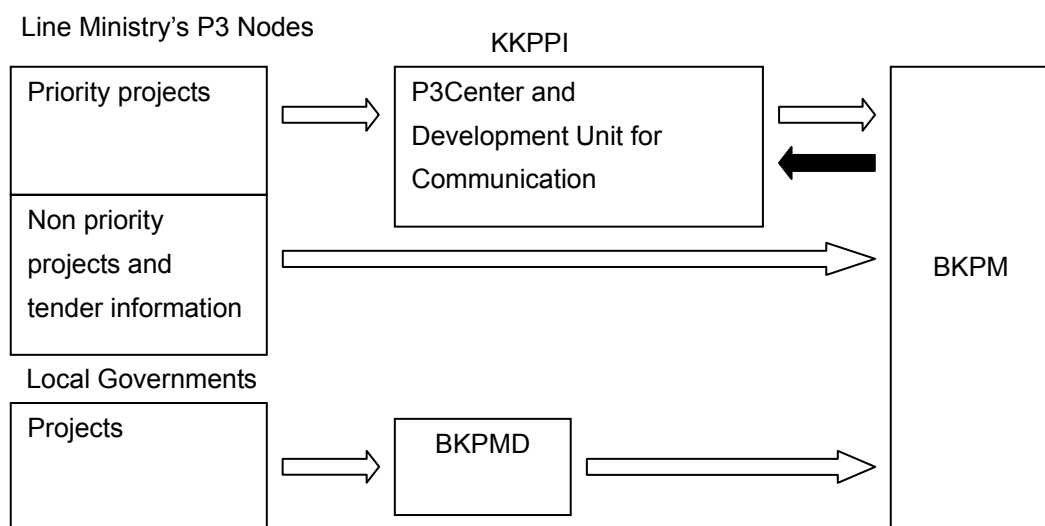 Line Ministry's P3 Nodes
KKPPI
Priority projects
P3Center and
Development Unit for
Communication
Non priority
projects and
tender information
BKPM
Local Governments
Projects
BKPMD